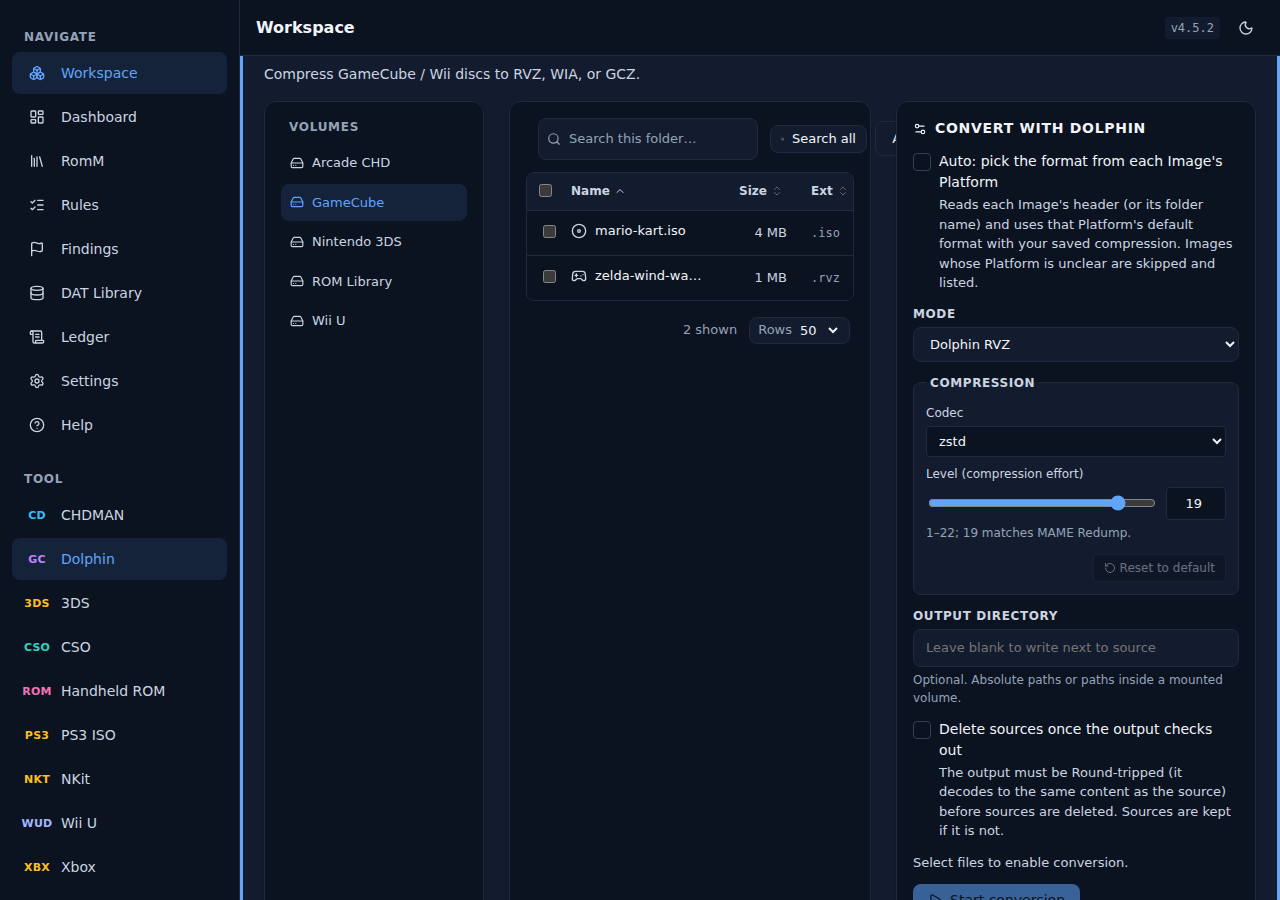 NAVIGATE
Workspace
Dashboard
RomM
Rules
Findings
DAT Library
Ledger
Settings
Help
TOOL
CD CHDMAN
GC Dolphin
3DS 3DS
CSO CSO
ROM Handheld ROM
PS3 PS3 ISO
NKT NKit
WUD Wii U
XBX Xbox
Workspace
v4.5.2
Compress GameCube / Wii discs to RVZ, WIA, or GCZ.
VOLUMES
Arcade CHD
GameCube
Nintendo 3DS
ROM Library
Wii U
Search this folder…
Search all
Name Size Ext
mario-kart.iso 4 MB .iso
zelda-wind-wa… 1 MB .rvz
2 shown Rows 50
CONVERT WITH DOLPHIN
Auto: pick the format from each Image's
Platform
Reads each Image's header (or its folder
name) and uses that Platform's default
format with your saved compression. Images
whose Platform is unclear are skipped and
listed.
MODE
Dolphin RVZ
COMPRESSION
Codec
zstd
Level (compression effort)
19
1–22; 19 matches MAME Redump.
Reset to default
OUTPUT DIRECTORY
Leave blank to write next to source
Optional. Absolute paths or paths inside a mounted
volume.
Delete sources once the output checks
out
The output must be Round-tripped (it
decodes to the same content as the source)
before sources are deleted. Sources are kept
if it is not.
Select files to enable conversion.
Start conversion